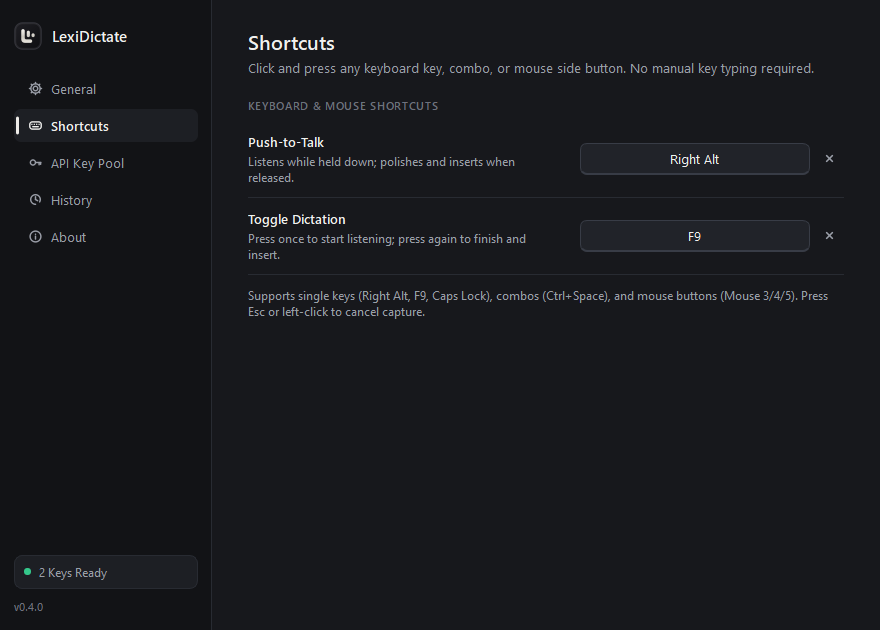 LexiDictate
General
Shortcuts
API Key Pool
History
About
2 Keys Ready
v0.4.0
Shortcuts
Click and press any keyboard key, combo, or mouse side button. No manual key typing required.
KEYBOARD & MOUSE SHORTCUTS
Push-to-Talk
Listens while held down; polishes and inserts when
released.
Right Alt
×
Toggle Dictation
Press once to start listening; press again to finish and
insert.
F9
×
Supports single keys (Right Alt, F9, Caps Lock), combos (Ctrl+Space), and mouse buttons (Mouse 3/4/5). Press
Esc or left-click to cancel capture.